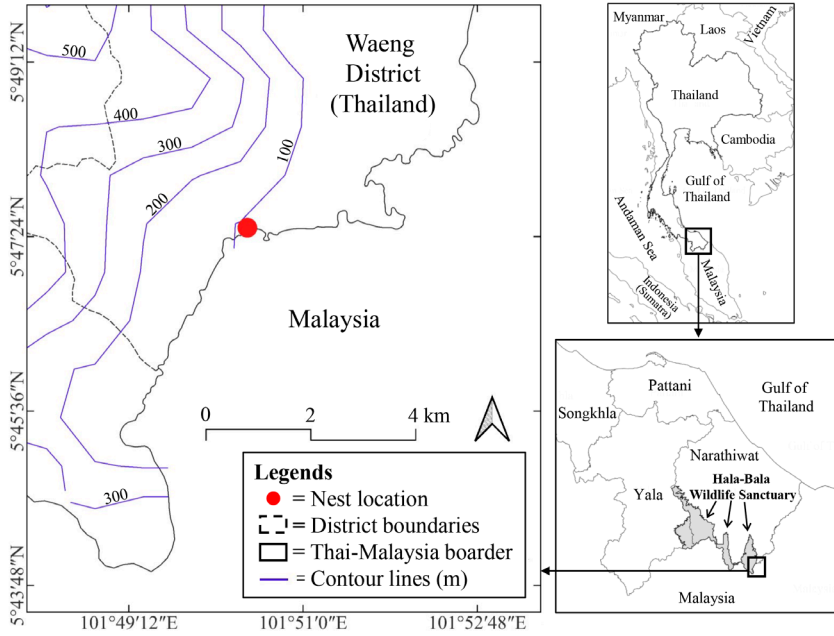 5°49′12″N
5°47′24″N
5°45′36″N
5°43′48″N
500
400
300
200
100
300
Waeng
District
(Thailand)
Malaysia
0 2 4 km
Legends
= Nest location
= District boundaries
= Thai-Malaysia boarder
= Contour lines (m)
101°49′12″E 101°51′0″E 101°52′48″E
Myanmar
Laos
Vietnam
Thailand
Cambodia
Gulf of
Thailand
Andaman Sea
Malaysia
Indonesia
(Sumatra)
Pattani
Gulf of
Thailand
Songkhla
Narathiwat
Hala-Bala
Wildlife Sanctuary
Yala
Malaysia